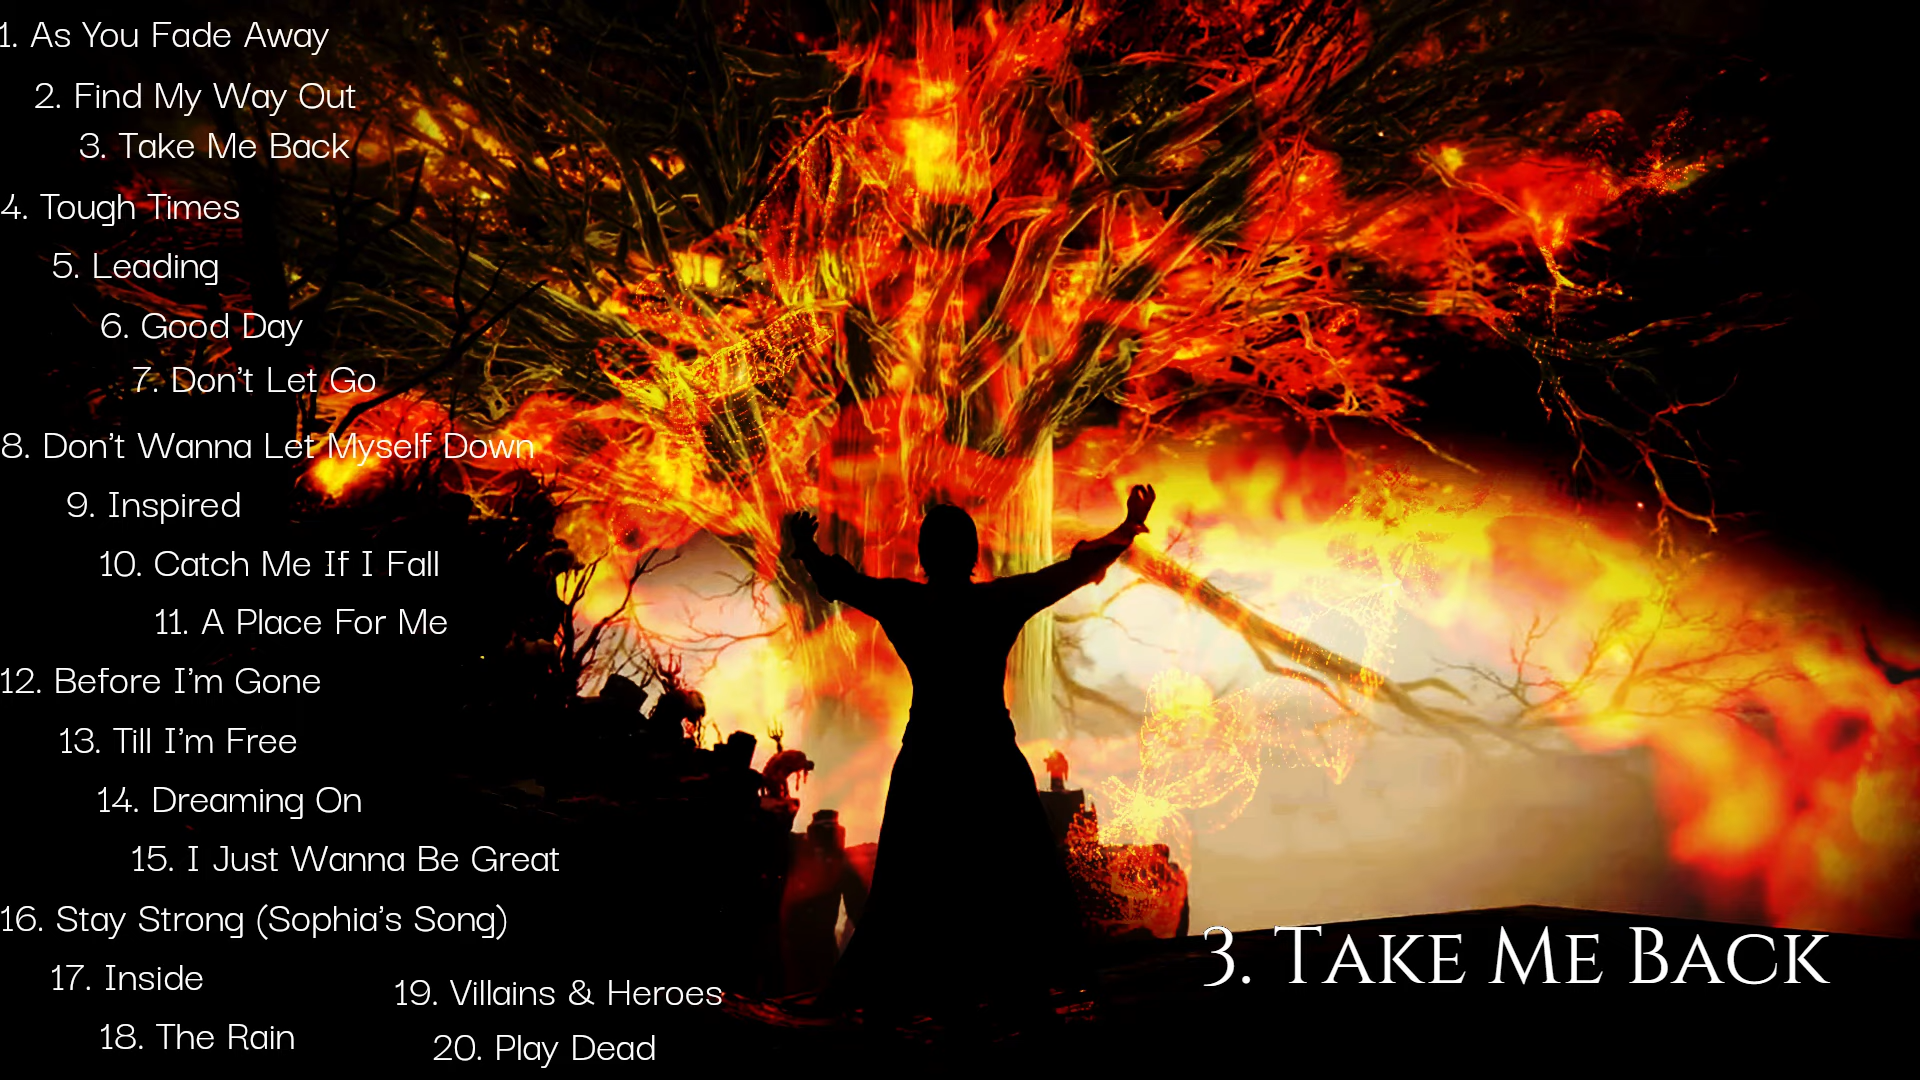 1. As You Fade Away
2. Find My Way Out
3. Take Me Back
4. Tough Times
5. Leading
6. Good Day
7. Don't Let Go
8. Don't Wanna Let Myself Down
9. Inspired
10. Catch Me If I Fall
11. A Place For Me
12. Before I'm Gone
13. Till I'm Free
14. Dreaming On
15. I Just Wanna Be Great
16. Stay Strong (Sophia's Song)
17. Inside
18. The Rain
19. Villains & Heroes
20. Play Dead
3. Take Me Back